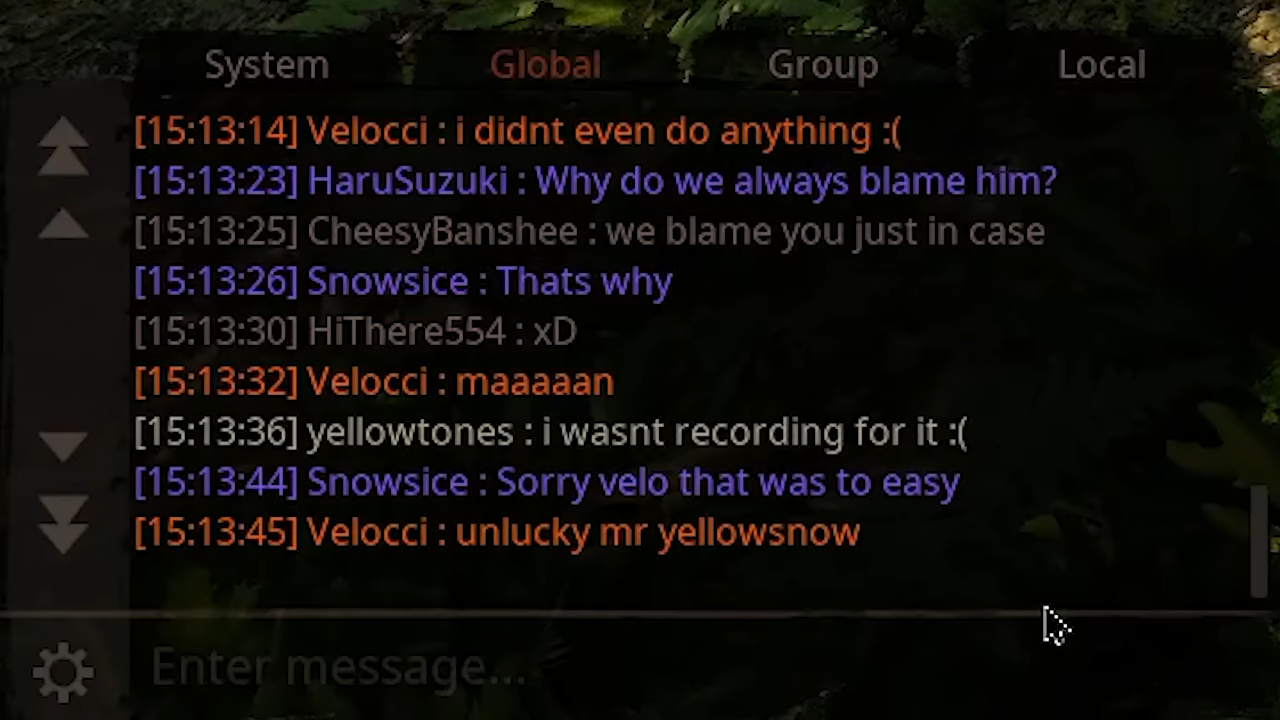 System Global Group Local
[15:13:14] Velocci : i didnt even do anything :(
[15:13:23] HaruSuzuki : Why do we always blame him?
[15:13:25] CheesyBanshee : we blame you just in case
[15:13:26] Snowsice : Thats why
[15:13:30] HiThere554 : xD
[15:13:32] Velocci : maaaaan
[15:13:36] yellowtones : i wasnt recording for it :(
[15:13:44] Snowsice : Sorry velo that was to easy
[15:13:45] Velocci : unlucky mr yellowsnow
Enter message...